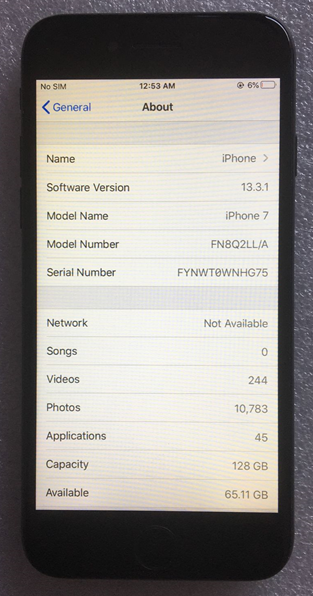 No SIM 12:53 AM 6%
General About
Name iPhone
Software Version 13.3.1
Model Name iPhone 7
Model Number FN8Q2LL/A
Serial Number FYNWT0WNHG75
Network Not Available
Songs 0
Videos 244
Photos 10,783
Applications 45
Capacity 128 GB
Available 65.11 GB